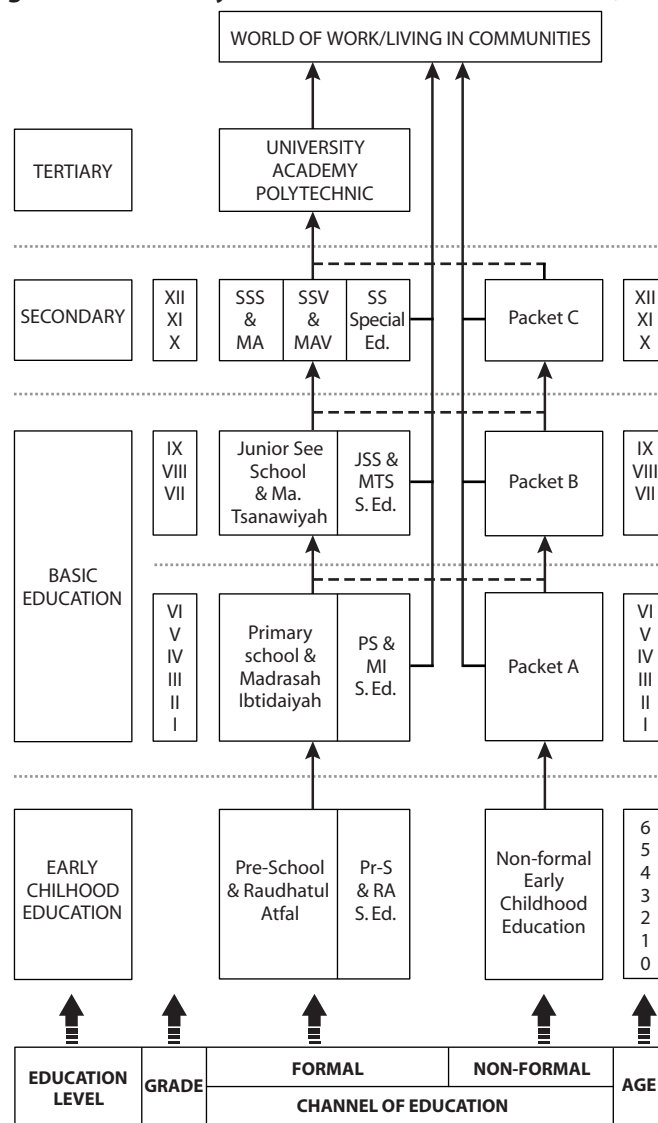 WORLD OF WORK/LIVING IN COMMUNITIES
TERTIARY
UNIVERSITY
ACADEMY
POLYTECHNIC
SECONDARY
XII
XI
X
SSS
&
MA
SSV
&
MAV
SS
Special
Ed.
Packet C
XII
XI
X
BASIC
EDUCATION
IX
VIII
VII
Junior See
School
& Ma.
Tsanawiyah
JSS &
MTS
S. Ed.
Packet B
IX
VIII
VII
VI
V
IV
III
II
I
Primary
school &
Madrasah
Ibtidaiyah
PS &
MI
S. Ed.
Packet A
VI
V
IV
III
II
I
EARLY
CHILHOOD
EDUCATION
Pre-School
& Raudhatul
Atfal
Pr-S
& RA
S. Ed.
Non-formal
Early
Childhood
Education
6
5
4
3
2
1
0
EDUCATION
LEVEL
GRADE
FORMAL
NON-FORMAL
CHANNEL OF EDUCATION
AGE